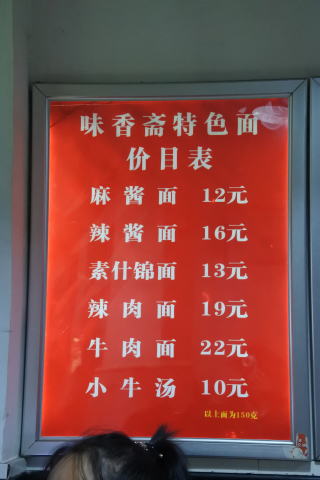 味香斋特色面
价目表
麻酱面 12元
辣酱面 16元
素什锦面 13元
辣肉面 19元
牛肉面 22元
小牛汤 10元
以上面为150克